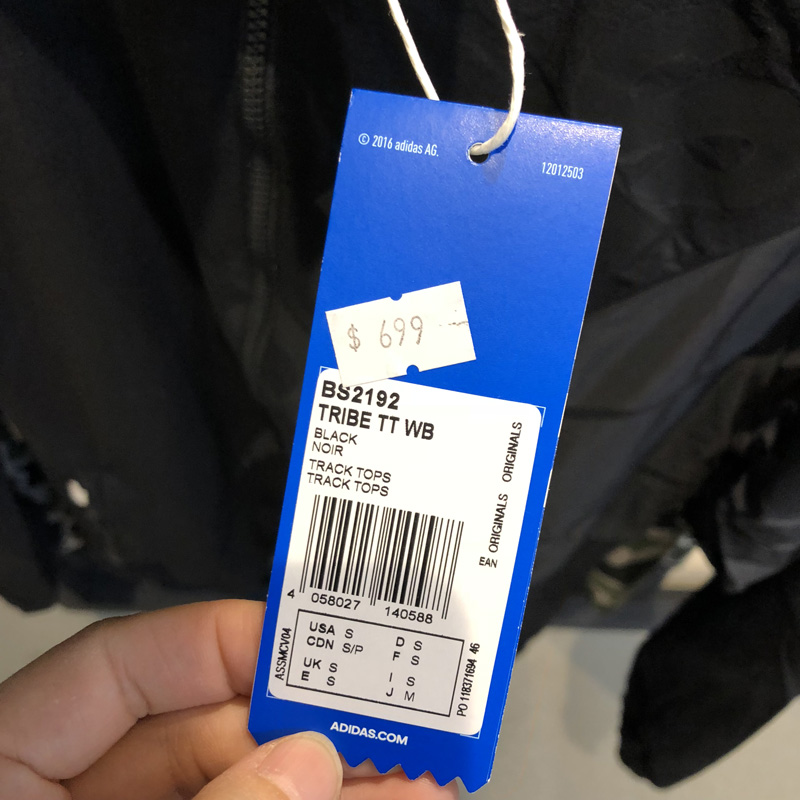 © 2016 adidas AG.
12012503
$ 699
BS2192
TRIBE TT WB
BLACK
NOIR
TRACK TOPS
TRACK TOPS
ORIGINALS
ORIGINALS
EAN
4 058027 140588
USA S D S
CDN S/P F S
UK S I S
E S J M
ASSMCV04
PO 118371694 46
ADIDAS.COM